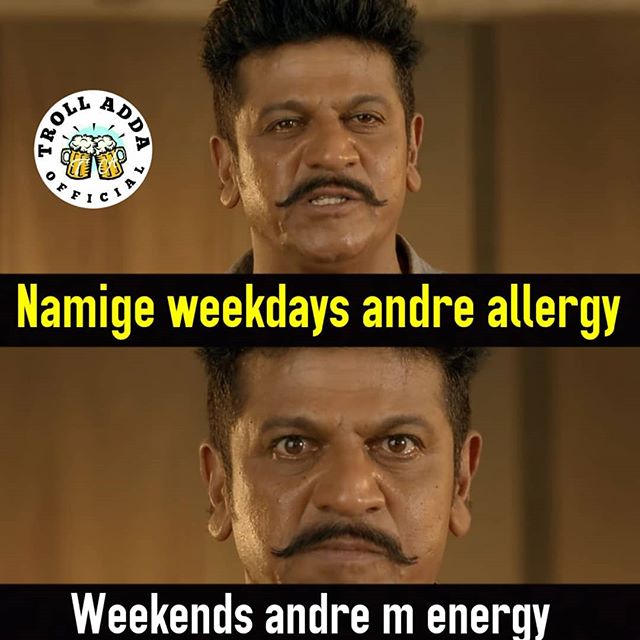 TROLL ADDA
OFFICIAL
Namige weekdays andre allergy
Weekends andre m energy